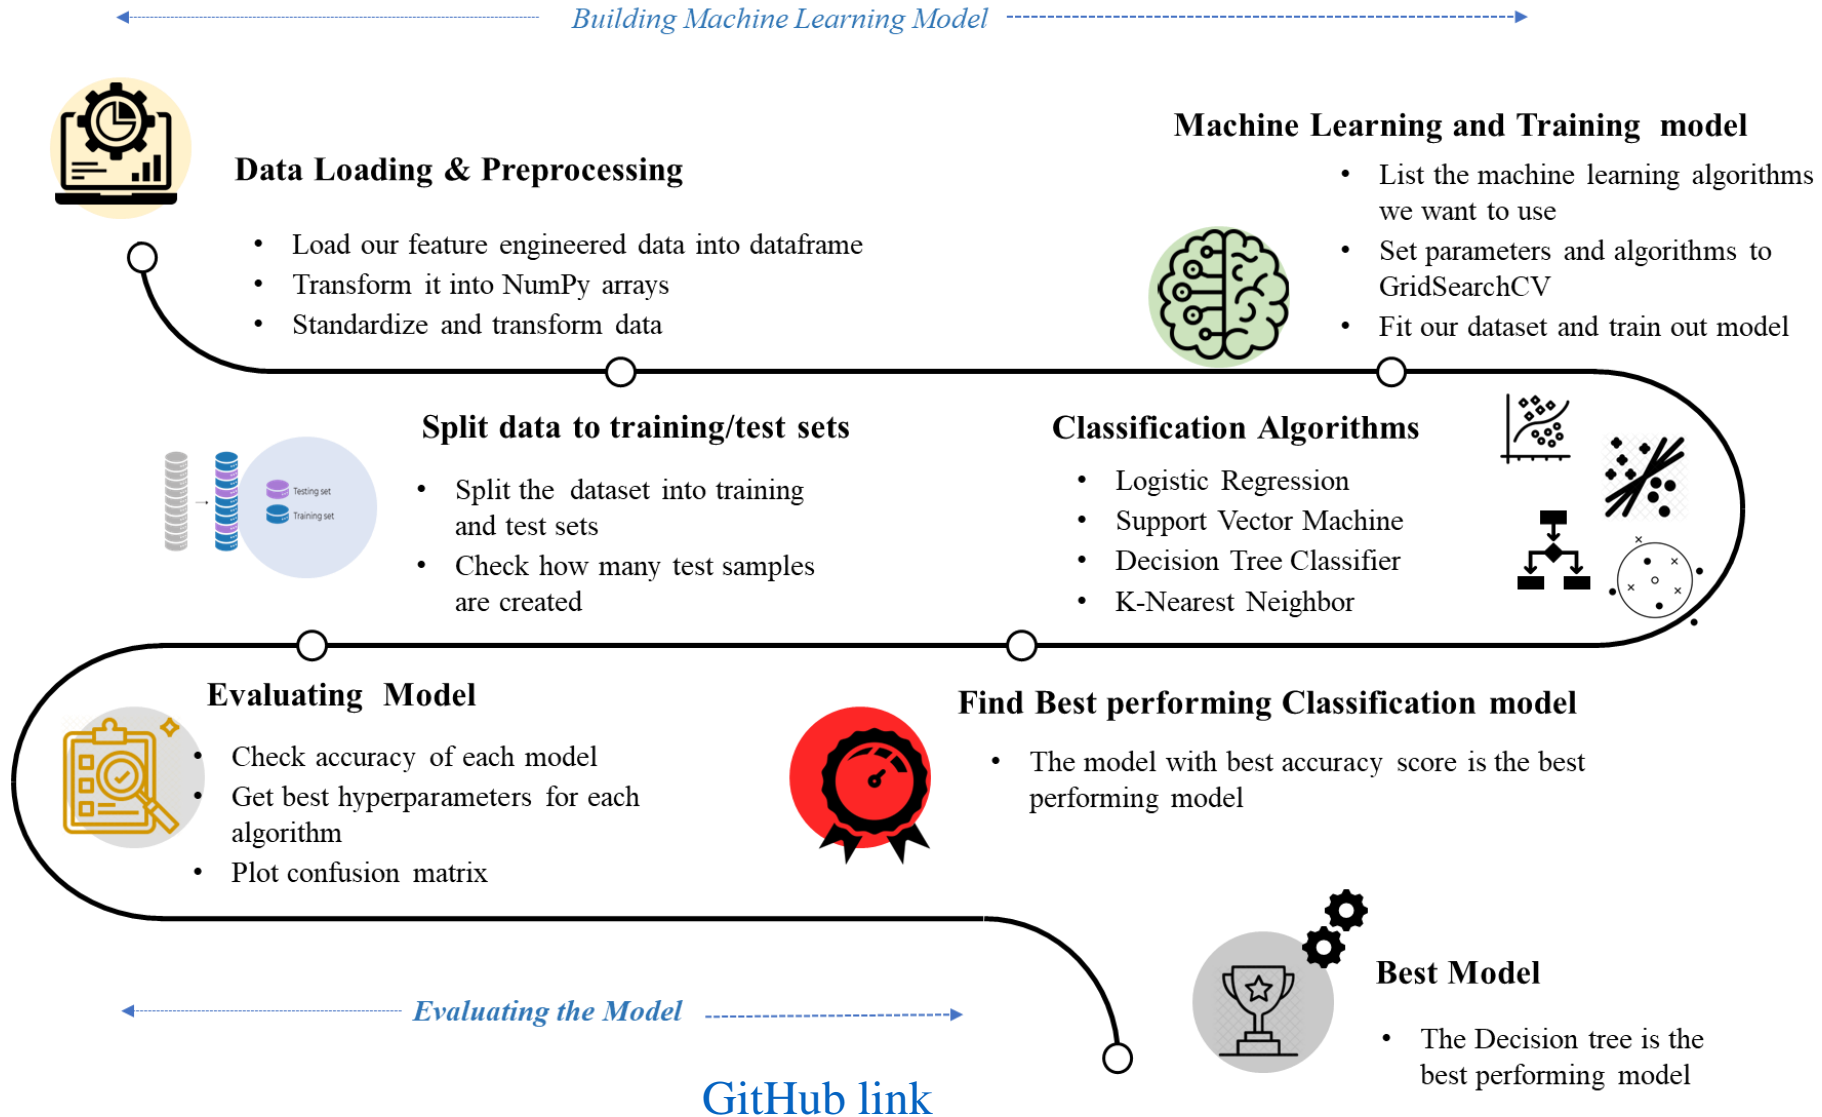 Building Machine Learning Model
Data Loading & Preprocessing
• Load our feature engineered data into dataframe
• Transform it into NumPy arrays
• Standardize and transform data
Machine Learning and Training model
• List the machine learning algorithms
we want to use
• Set parameters and algorithms to
GridSearchCV
• Fit our dataset and train out model
Split data to training/test sets
• Split the dataset into training
and test sets
• Check how many test samples
are created
Testing set
Training set
Classification Algorithms
• Logistic Regression
• Support Vector Machine
• Decision Tree Classifier
• K-Nearest Neighbor
Evaluating Model
• Check accuracy of each model
• Get best hyperparameters for each
algorithm
• Plot confusion matrix
Find Best performing Classification model
• The model with best accuracy score is the best
performing model
Best Model
• The Decision tree is the
best performing model
Evaluating the Model
GitHub link